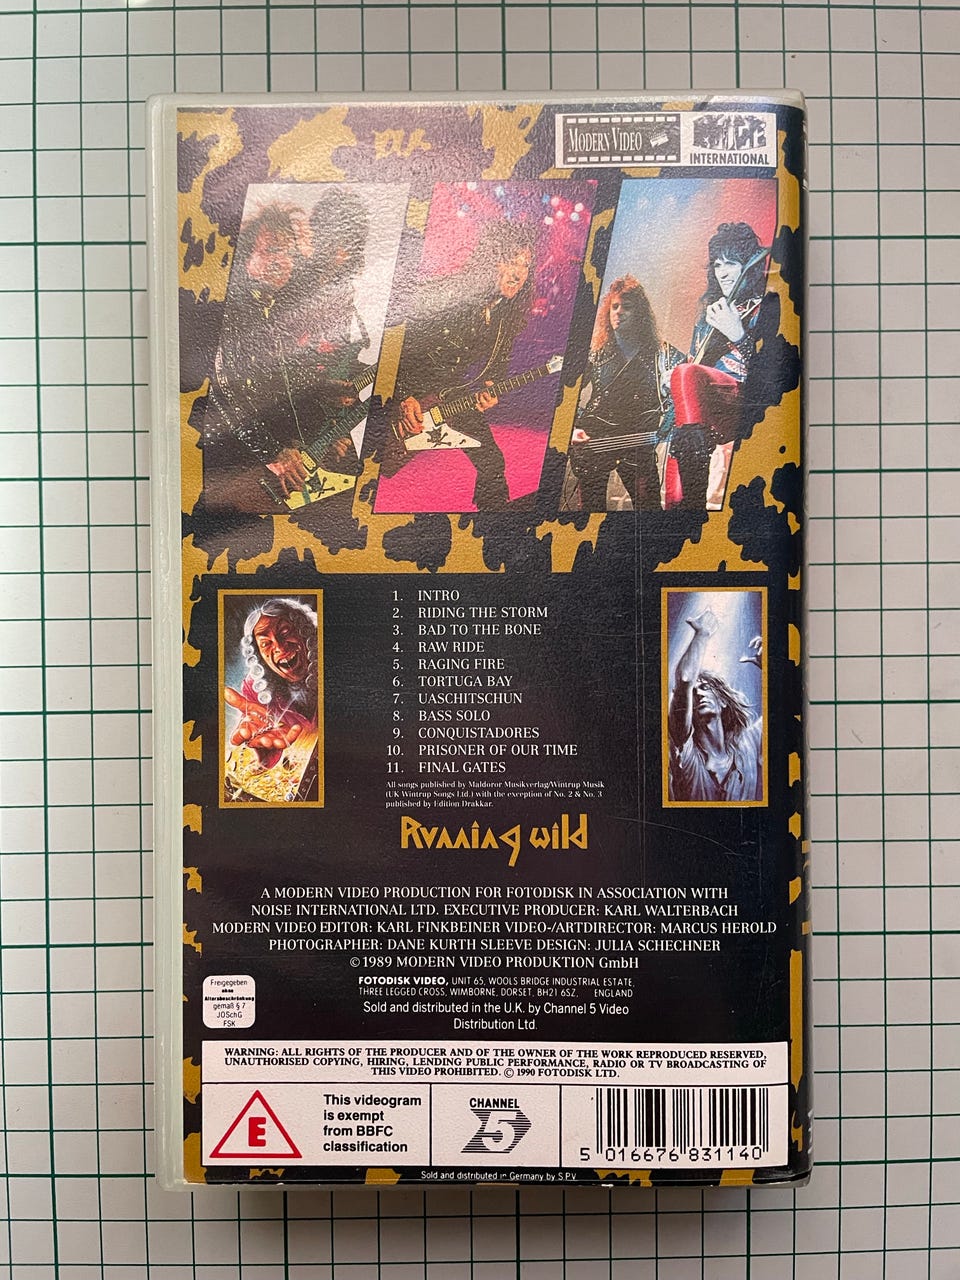 MODERN VIDEO
NOISE
INTERNATIONAL
1. INTRO
2. RIDING THE STORM
3. BAD TO THE BONE
4. RAW RIDE
5. RAGING FIRE
6. TORTUGA BAY
7. UASCHITSCHUN
8. BASS SOLO
9. CONQUISTADORES
10. PRISONER OF OUR TIME
11. FINAL GATES
All songs published by Maldoror Musikverlag/Wintrup Musik
(UK Wintrup Songs Ltd.) with the exception of No. 2 & No. 3
published by Edition Drakkar.
Running wild
A MODERN VIDEO PRODUCTION FOR FOTODISK IN ASSOCIATION WITH
NOISE INTERNATIONAL LTD. EXECUTIVE PRODUCER: KARL WALTERBACH
MODERN VIDEO EDITOR: KARL FINKBEINER VIDEO-/ARTDIRECTOR: MARCUS HEROLD
PHOTOGRAPHER: DANE KURTH SLEEVE DESIGN: JULIA SCHECHNER
©1989 MODERN VIDEO PRODUKTION GmbH
FOTODISK VIDEO, UNIT 65, WOOLS BRIDGE INDUSTRIAL ESTATE,
THREE LEGGED CROSS, WIMBORNE, DORSET, BH21 6SZ. ENGLAND
Sold and distributed in the U.K. by Channel 5 Video
Distribution Ltd.
Freigegeben
ohne
Altersbeschränkung
gemäß § 7
JÖSchG
FSK
WARNING: ALL RIGHTS OF THE PRODUCER AND OF THE OWNER OF THE WORK REPRODUCED RESERVED,
UNAUTHORISED COPYING, HIRING, LENDING PUBLIC PERFORMANCE, RADIO OR TV BROADCASTING OF
THIS VIDEO PROHIBITED. © 1990 FOTODISK LTD.
E
This videogram
is exempt
from BBFC
classification
CHANNEL
5
5 016676 831140
Sold and distributed in Germany by S.P.V.